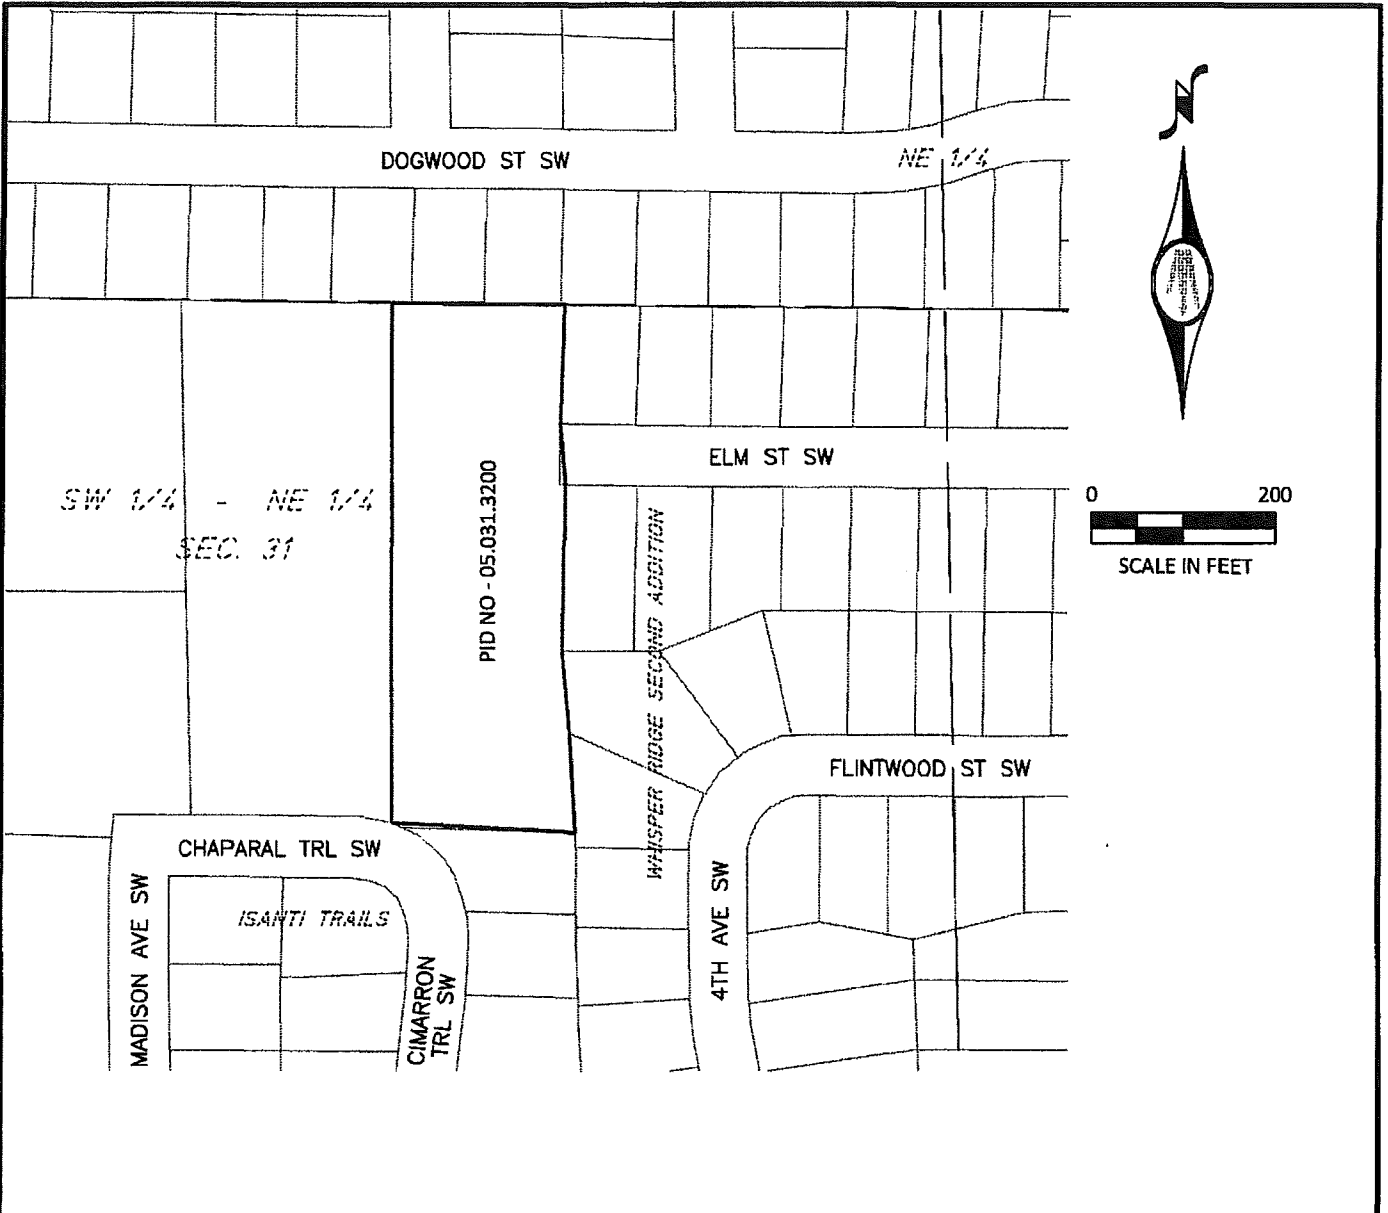 N
DOGWOOD ST SW
NE 1/4
ELM ST SW
SW 1/4 - NE 1/4
SEC. 31
PID NO - 05.031.3200
WHISPER RIDGE SECOND ADDITION
0 200
SCALE IN FEET
FLINTWOOD ST SW
CHAPARAL TRL SW
MADISON AVE SW
ISANTI TRAILS
CIMARRON
TRL SW
4TH AVE SW